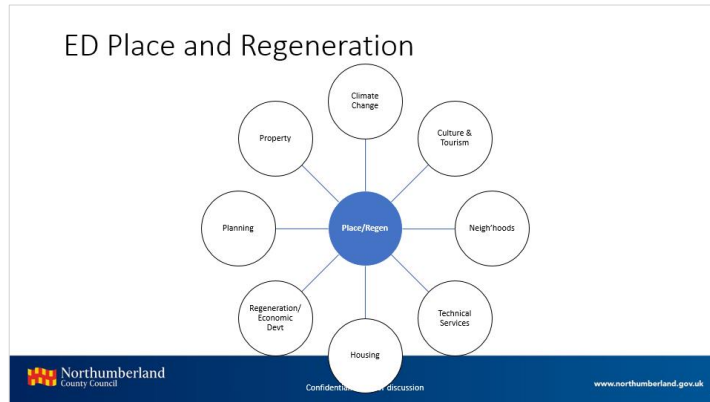 ED Place and Regeneration
Climate
Change
Culture &
Tourism
Neigh'hoods
Technical
Services
Housing
Regeneration/
Economic
Devt
Planning
Property
Place/Regen
Northumberland
County Council
Confidential discussion
www.northumberland.gov.uk